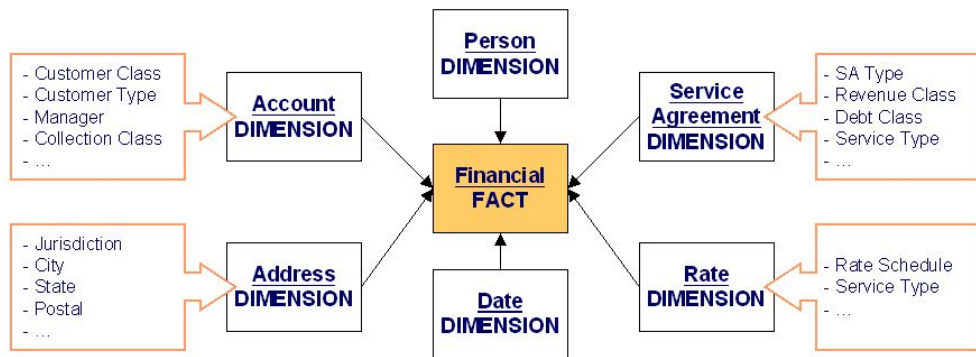 Person
DIMENSION
- Customer Class
- Customer Type
- Manager
- Collection Class
- ...
Account
DIMENSION
Service
Agreement
DIMENSION
- SA Type
- Revenue Class
- Debt Class
- Service Type
- ...
Financial
FACT
- Jurisdiction
- City
- State
- Postal
- ...
Address
DIMENSION
Date
DIMENSION
Rate
DIMENSION
- Rate Schedule
- Service Type
- ...